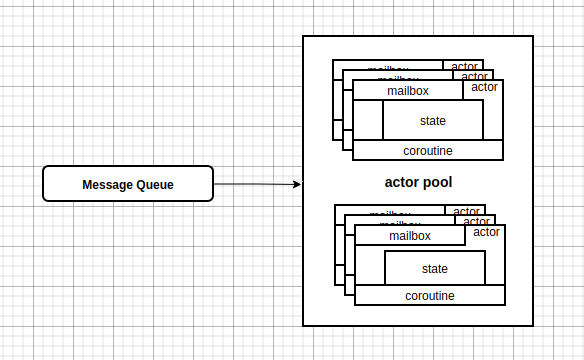 mailbox actor
mailbox actor
mailbox actor
state
coroutine
Message Queue
actor pool
mailbox actor
mailbox actor
mailbox actor
state
coroutine